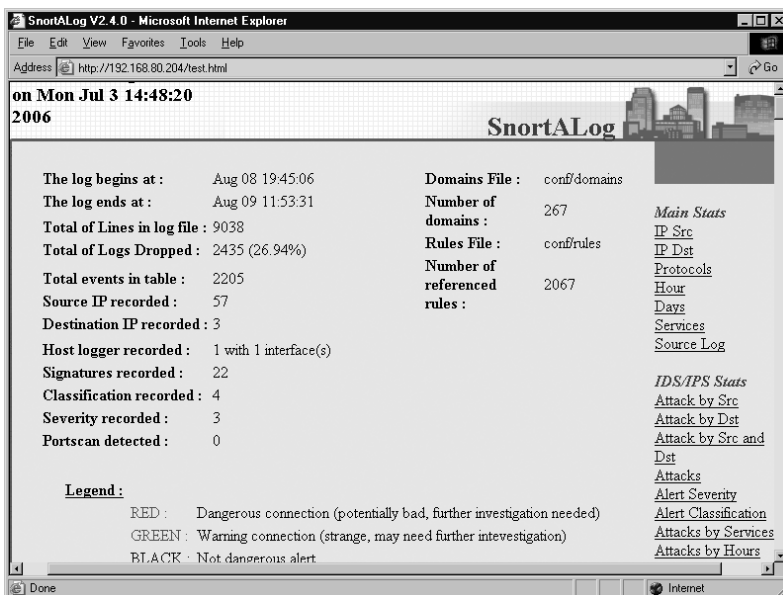 SnortALog V2.4.0 - Microsoft Internet Explorer
File Edit View Favorites Tools Help
Address http://192.168.80.204/test.html Go
on Mon Jul 3 14:48:20
2006
SnortALog
The log begins at : Aug 08 19:45:06
The log ends at : Aug 09 11:53:31
Total of Lines in log file : 9038
Total of Logs Dropped : 2435 (26.94%)
Total events in table : 2205
Source IP recorded : 57
Destination IP recorded : 3
Host logger recorded : 1 with 1 interface(s)
Signatures recorded : 22
Classification recorded : 4
Severity recorded : 3
Portscan detected : 0
Domains File : conf/domains
Number of
domains : 267
Rules File : conf/rules
Number of
referenced 2067
rules :
Legend :
RED : Dangerous connection (potentially bad, further investigation needed)
GREEN : Warning connection (strange, may need further intevestigation)
BLACK : Not dangerous alert
Main Stats
IP Src
IP Dst
Protocols
Hour
Days
Services
Source Log
IDS/IPS Stats
Attack by Src
Attack by Dst
Attack by Src and
Dst
Attacks
Alert Severity
Alert Classification
Attacks by Services
Attacks by Hours
Done Internet